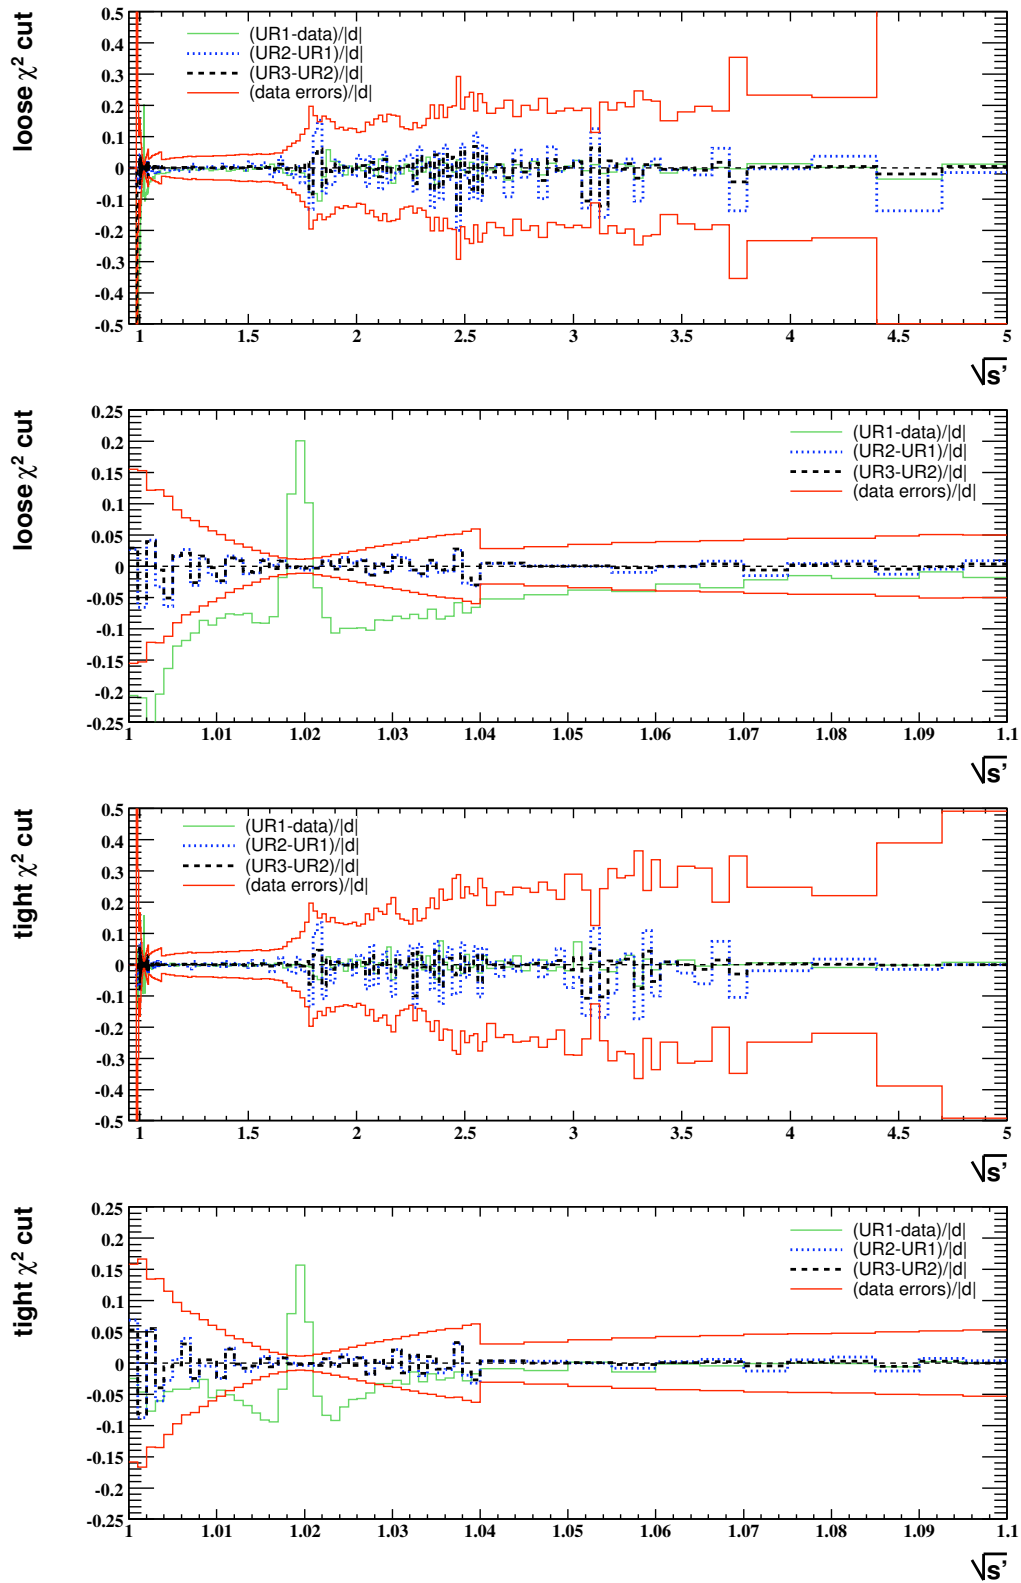 loose χ² cut
0.5
0.4
0.3
0.2
0.1
0
-0.1
-0.2
-0.3
-0.4
-0.5
(UR1-data)/|d|
(UR2-UR1)/|d|
(UR3-UR2)/|d|
(data errors)/|d|
1 1.5 2 2.5 3 3.5 4 4.5 5
√s'
loose χ² cut
0.25
0.2
0.15
0.1
0.05
0
-0.05
-0.1
-0.15
-0.2
-0.25
(UR1-data)/|d|
(UR2-UR1)/|d|
(UR3-UR2)/|d|
(data errors)/|d|
1 1.01 1.02 1.03 1.04 1.05 1.06 1.07 1.08 1.09 1.1
√s'
tight χ² cut
0.5
0.4
0.3
0.2
0.1
0
-0.1
-0.2
-0.3
-0.4
-0.5
(UR1-data)/|d|
(UR2-UR1)/|d|
(UR3-UR2)/|d|
(data errors)/|d|
1 1.5 2 2.5 3 3.5 4 4.5 5
√s'
tight χ² cut
0.25
0.2
0.15
0.1
0.05
0
-0.05
-0.1
-0.15
-0.2
-0.25
(UR1-data)/|d|
(UR2-UR1)/|d|
(UR3-UR2)/|d|
(data errors)/|d|
1 1.01 1.02 1.03 1.04 1.05 1.06 1.07 1.08 1.09 1.1
√s'